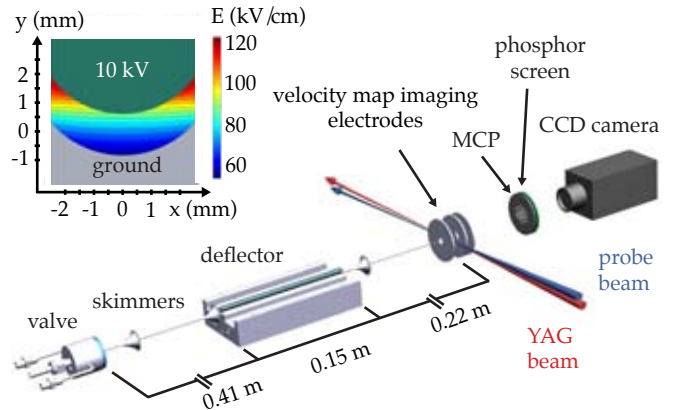 y (mm)
E (kV/cm)
10 kV
2
1
0
-1
ground
-2 -1 0 1 x (mm)
120
100
80
60
phosphor
screen
velocity map imaging
electrodes
MCP
CCD camera
deflector
skimmers
valve
probe
beam
YAG
beam
0.41 m
0.15 m
0.22 m